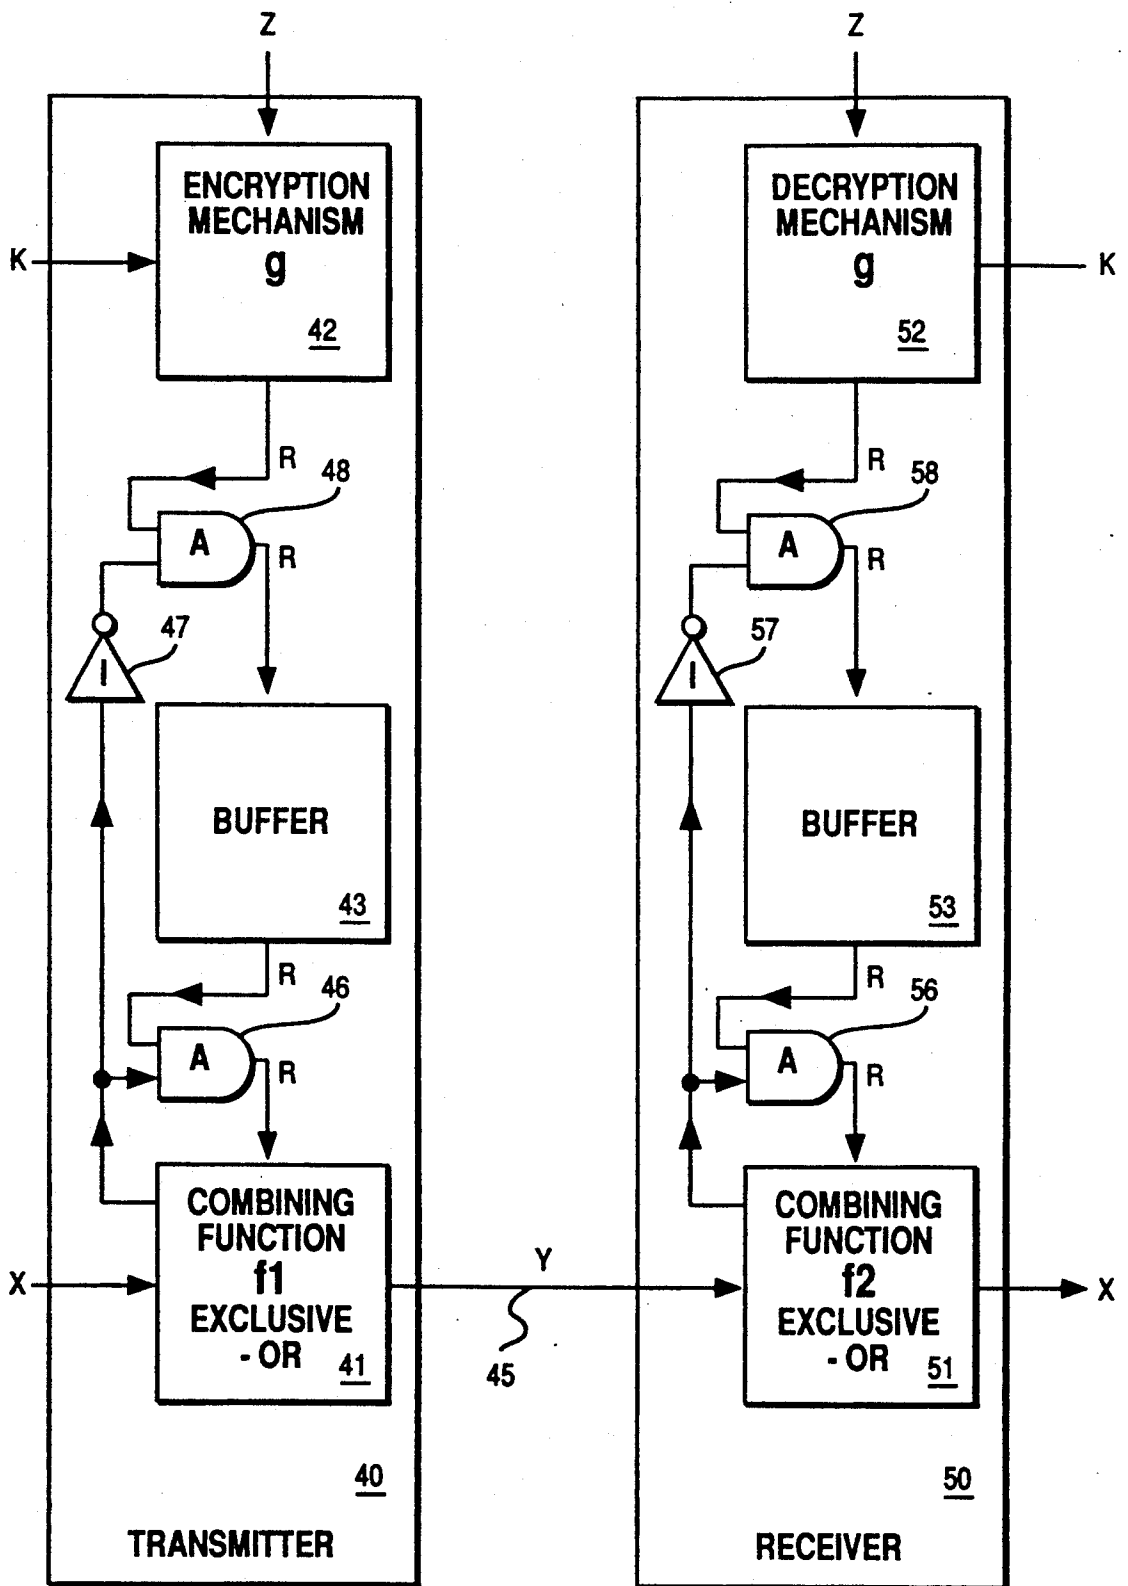 Z
ENCRYPTION
MECHANISM
g
42
K
R
48
A
R
47
I
BUFFER
43
R
46
A
R
COMBINING
FUNCTION
f1
EXCLUSIVE
- OR
41
X
Y
45
40
TRANSMITTER
Z
DECRYPTION
MECHANISM
g
52
K
R
58
A
R
57
I
BUFFER
53
R
56
A
R
COMBINING
FUNCTION
f2
EXCLUSIVE
- OR
51
X
50
RECEIVER